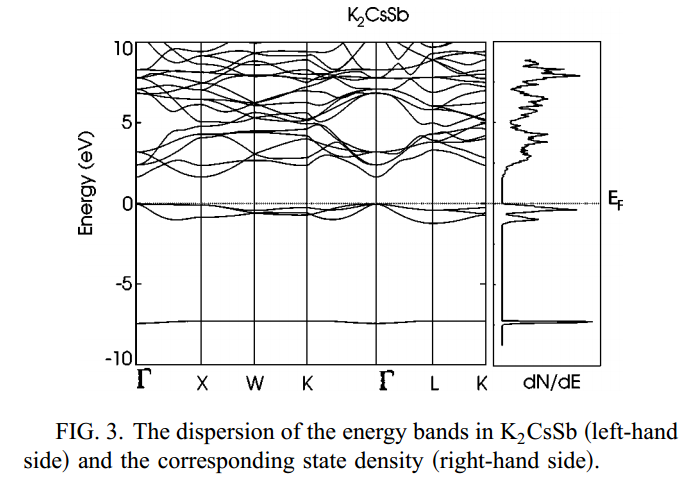 K₂CsSb
10
5
0
-5
-10
Energy (eV)
E_F
Γ X W K Γ L K
dN/dE
FIG. 3. The dispersion of the energy bands in K₂CsSb (left-hand
side) and the corresponding state density (right-hand side).